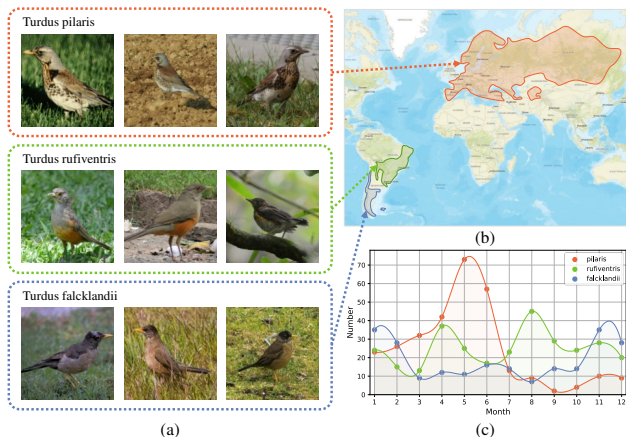 Turdus pilaris
Turdus rufiventris
Turdus falcklandii
(a)
(b)
pilaris
rufiventris
falcklandii
Number
70
60
50
40
30
20
10
0
1 2 3 4 5 6 7 8 9 10 11 12
Month
(c)